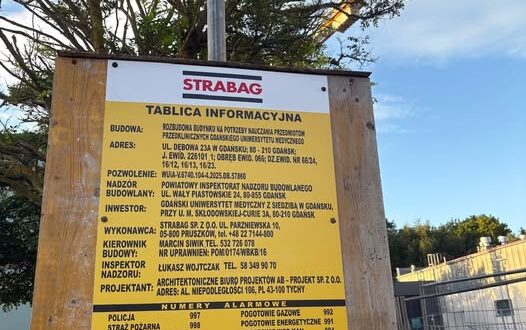 STRABAG
TABLICA INFORMACYJNA
BUDOWA: ROZBUDOWA BUDYNKU NA POTRZEBY NAUCZANIA PRZEDMIOTÓW
PRZEDKLINICZNYCH GDAŃSKIEGO UNIWERSYTETU MEDYCZNEGO
ADRES: UL. DĘBOWA 23A W GDAŃSKU; 80 - 210 GDAŃSK;
J. EWID. 226101 1; OBRĘB EWID. 066; DZ.EWID. NR 66/24,
16/12, 16/13, 16/23.
POZWOLENIE: WUiA-V.6740.104-4.2025.DB.57860
NADZÓR POWIATOWY INSPEKTORAT NADZORU BUDOWLANEGO
BUDOWLANY: UL. WAŁY PIASTOWSKIE 24, 80-855 GDAŃSK
INWESTOR: GDAŃSKI UNIWERSYTET MEDYCZNY Z SIEDZIBĄ W GDAŃSKU,
PRZY U. M. SKŁODOWSKIEJ-CURIE 3A, 80-210 GDAŃSK
WYKONAWCA: STRABAG SP. Z O.O. UL. PARZNIEWSKA 10,
05-800 PRUSZKÓW, tel. +48 22 7144-800
KIEROWNIK MARCIN SIWIK TEL. 532 726 078
BUDOWY: NR UPRAWNIEŃ: POM/0174/WBKB/16
INSPEKTOR
NADZORU: ŁUKASZ WOJTCZAK TEL. 58 349 90 70
PROJEKTANT: ARCHITEKTONICZNE BIURO PROJEKTÓW AB - PROJEKT SP. Z O.O.
ADRES: AL. NIEPODLEGŁOŚCI 106, PL 43-100 TYCHY
NUMERY ALARMOWE
POLICJA 997 POGOTOWIE GAZOWE 992
STRAŻ POŻARNA 998 POGOTOWIE ENERGETYCZNE 991